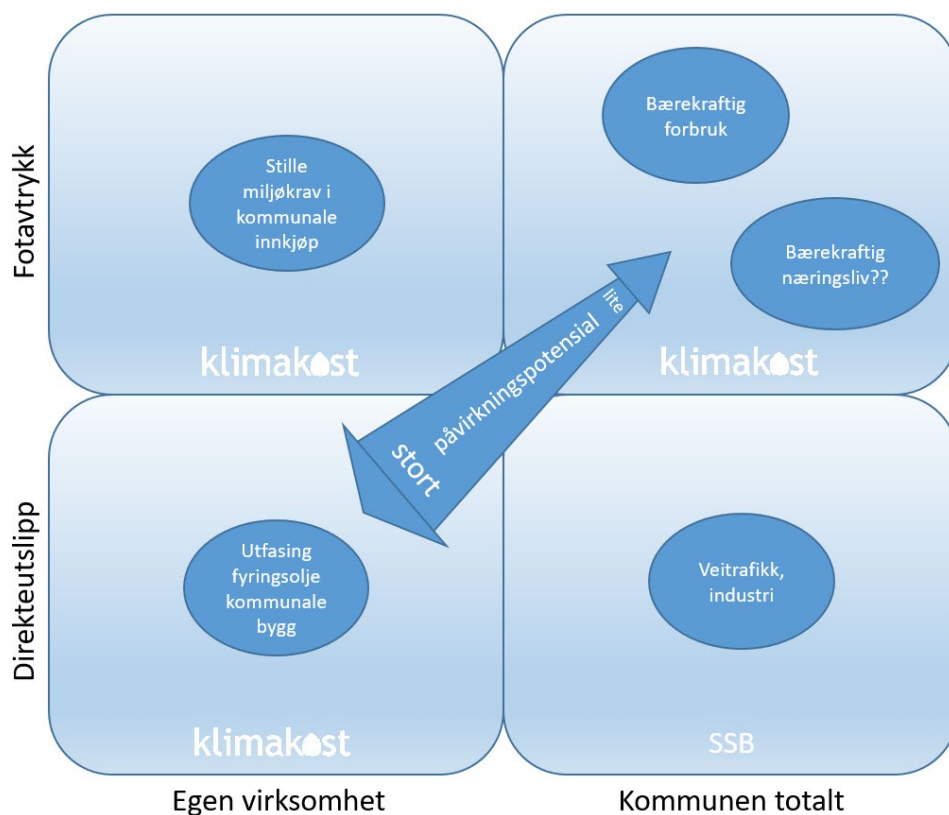 Fotavtrykk
Stille
miljøkrav i
kommunale
innkjøp
klimakost
Bærekraftig
forbruk
Bærekraftig
næringsliv??
klimakost
lite
påvirkningspotensial
stort
Direkteutslipp
Utfasing
fyringsolje
kommunale
bygg
klimakost
Veitrafikk,
industri
SSB
Egen virksomhet
Kommunen totalt